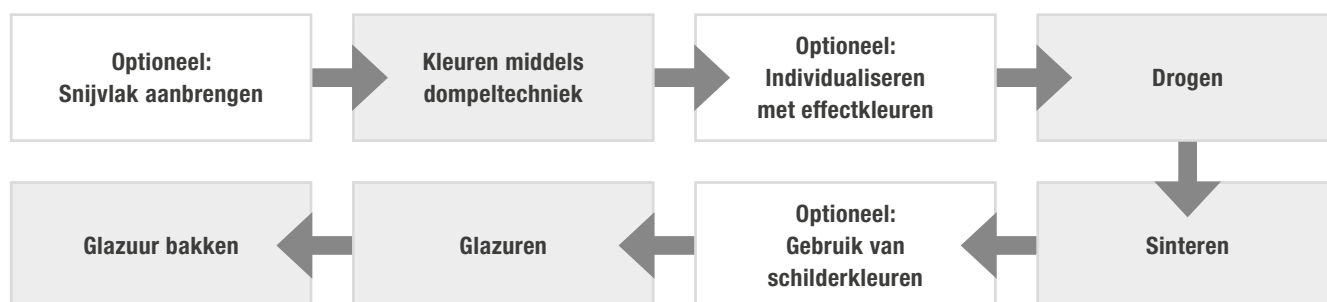 Optioneel:
Snijvlak aanbrengen
Kleuren middels
dompeltechniek
Optioneel:
Individualiseren
met effectkleuren
Drogen
Sinteren
Optioneel:
Gebruik van
schilderkleuren
Glazuren
Glazuur bakken